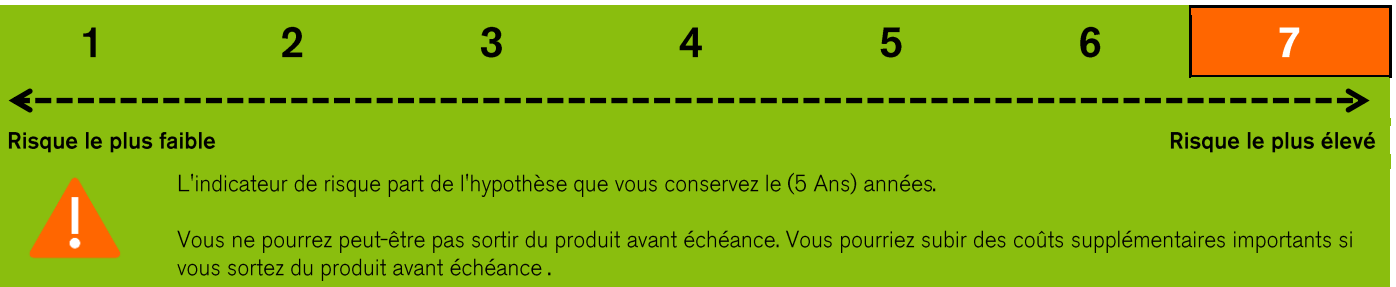 1 2 3 4 5 6 7
Risque le plus faible Risque le plus élevé
L'indicateur de risque part de l'hypothèse que vous conservez le (5 Ans) années.
Vous ne pourrez peut-être pas sortir du produit avant échéance. Vous pourriez subir des coûts supplémentaires importants si
vous sortez du produit avant échéance .